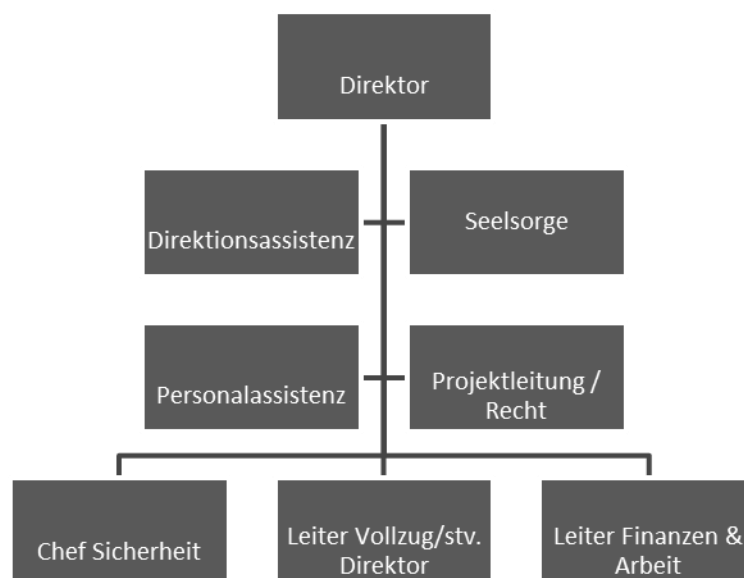 Direktor
Direktionsassistenz
Seelsorge
Personalassistenz
Projektleitung /
Recht
Chef Sicherheit
Leiter Vollzug/stv.
Direktor
Leiter Finanzen &
Arbeit